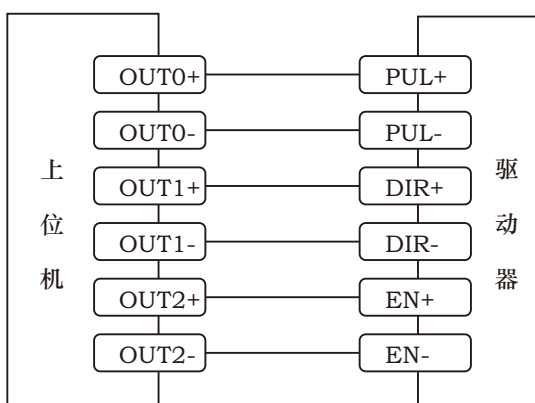 上位机
OUT0+ PUL+
OUT0- PUL-
OUT1+ DIR+
OUT1- DIR-
OUT2+ EN+
OUT2- EN-
驱动器